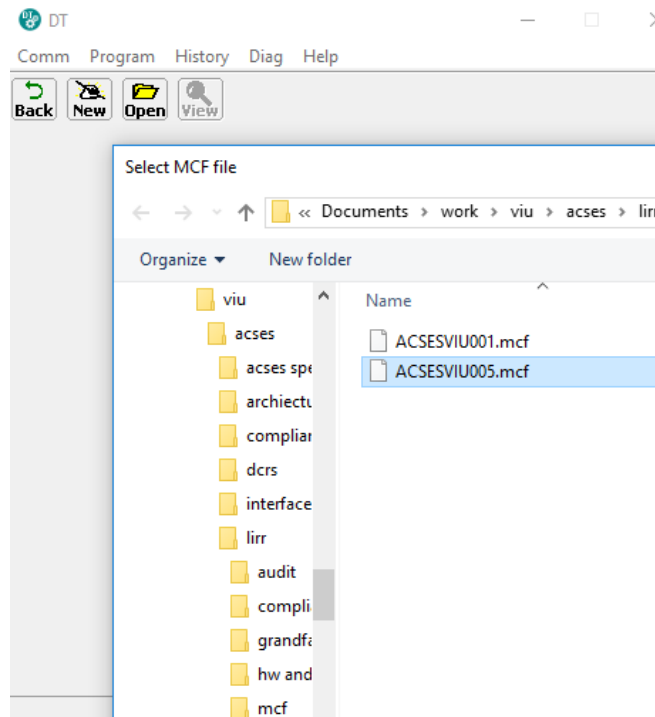 DT
Comm Program History Diag Help
Back New Open View
Select MCF file
« Documents > work > viu > acses > lirr
Organize New folder
viu
Name
acses
ACSESVIU001.mcf
acses spe
ACSESVIU005.mcf
archiectu
complian
dcrs
interface
lirr
audit
complia
grandfa
hw and
mcf